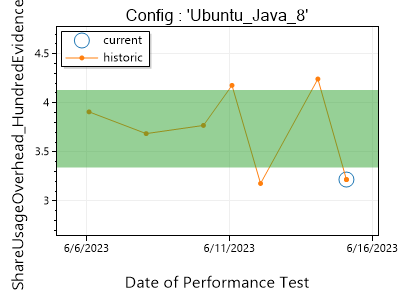 Config : 'Ubuntu_Java_8'
ShareUsageOverhead_HundredEvidence
current
historic
4.5
4
3.5
3
6/6/2023
6/11/2023
6/16/2023
Date of Performance Test